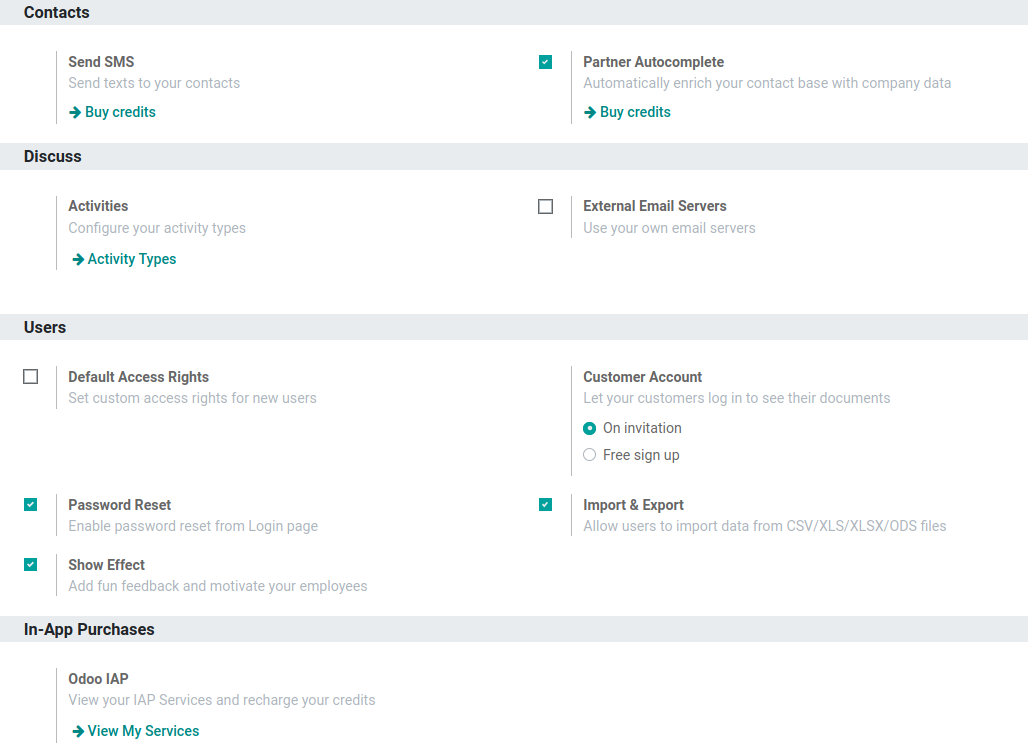 Contacts
Send SMS
Send texts to your contacts
Buy credits
Partner Autocomplete
Automatically enrich your contact base with company data
Buy credits
Discuss
Activities
Configure your activity types
Activity Types
External Email Servers
Use your own email servers
Users
Default Access Rights
Set custom access rights for new users
Customer Account
Let your customers log in to see their documents
On invitation
Free sign up
Password Reset
Enable password reset from Login page
Import & Export
Allow users to import data from CSV/XLS/XLSX/ODS files
Show Effect
Add fun feedback and motivate your employees
In-App Purchases
Odoo IAP
View your IAP Services and recharge your credits
View My Services